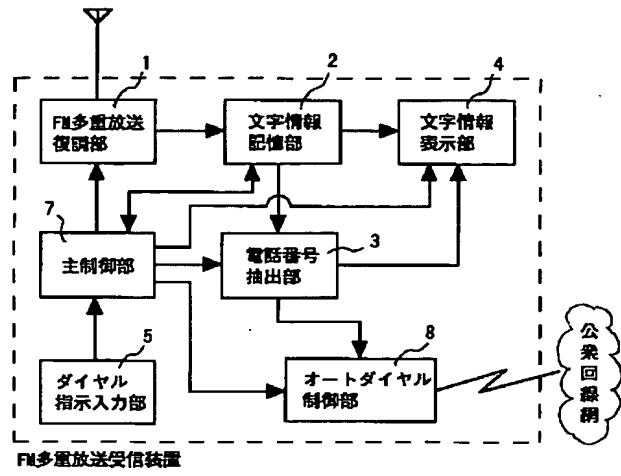 1
2
4
FM多重放送
復調部
文字情報
記憶部
文字情報
表示部
7
主制御部
電話番号
抽出部
3
5
ダイヤル
指示入力部
8
オートダイヤル
制御部
公衆回線網
FM多重放送受信装置